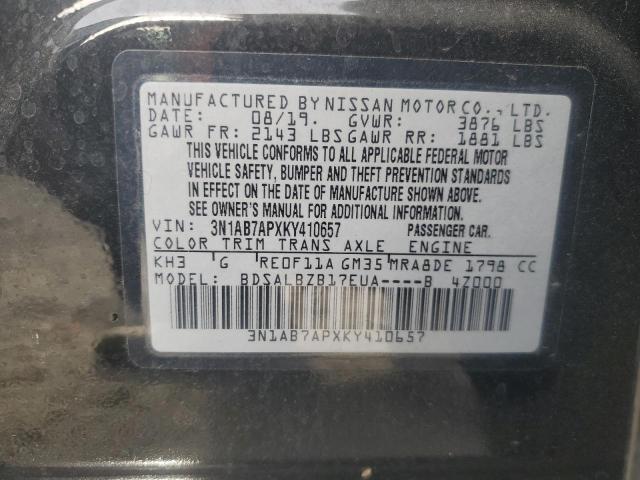 MANUFACTURED BY NISSAN MOTOR CO., LTD.
DATE: 08/19. GVWR: 3876 LBS
GAWR FR: 2143 LBS GAWR RR: 1881 LBS
THIS VEHICLE CONFORMS TO ALL APPLICABLE FEDERAL MOTOR
VEHICLE SAFETY, BUMPER AND THEFT PREVENTION STANDARDS
IN EFFECT ON THE DATE OF MANUFACTURE SHOWN ABOVE.
SEE OWNER'S MANUAL FOR ADDITIONAL INFORMATION.
VIN: 3N1AB7APXKY410657 PASSENGER CAR.
COLOR TRIM TRANS AXLE ENGINE
KH3 G RE0F11A GM35 MRA8DE 1798 CC
MODEL: BDSALBZB17EUA----B 4Z000
3N1AB7APXKY410657